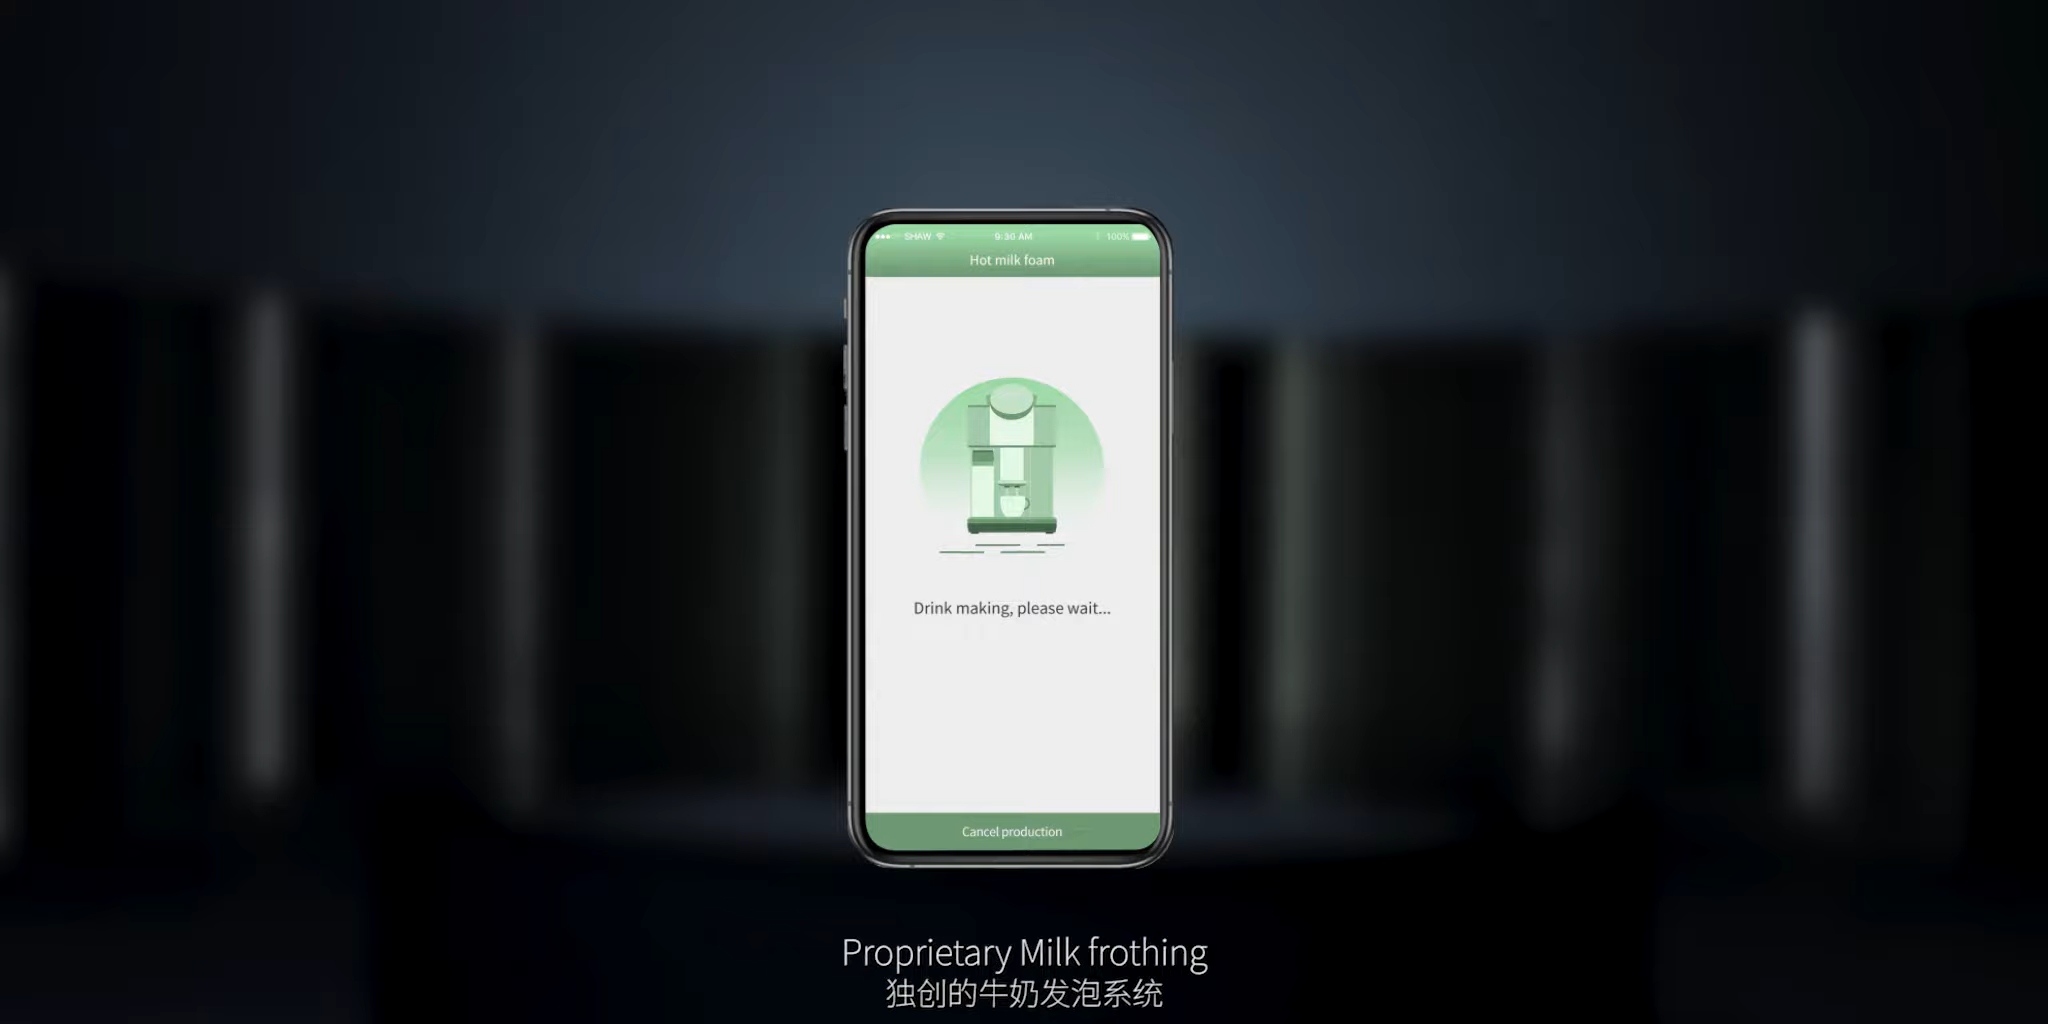 SHAW 9:30 AM 100%
Hot milk foam
Drink making, please wait...
Cancel production
Proprietary Milk frothing
独创的牛奶发泡系统